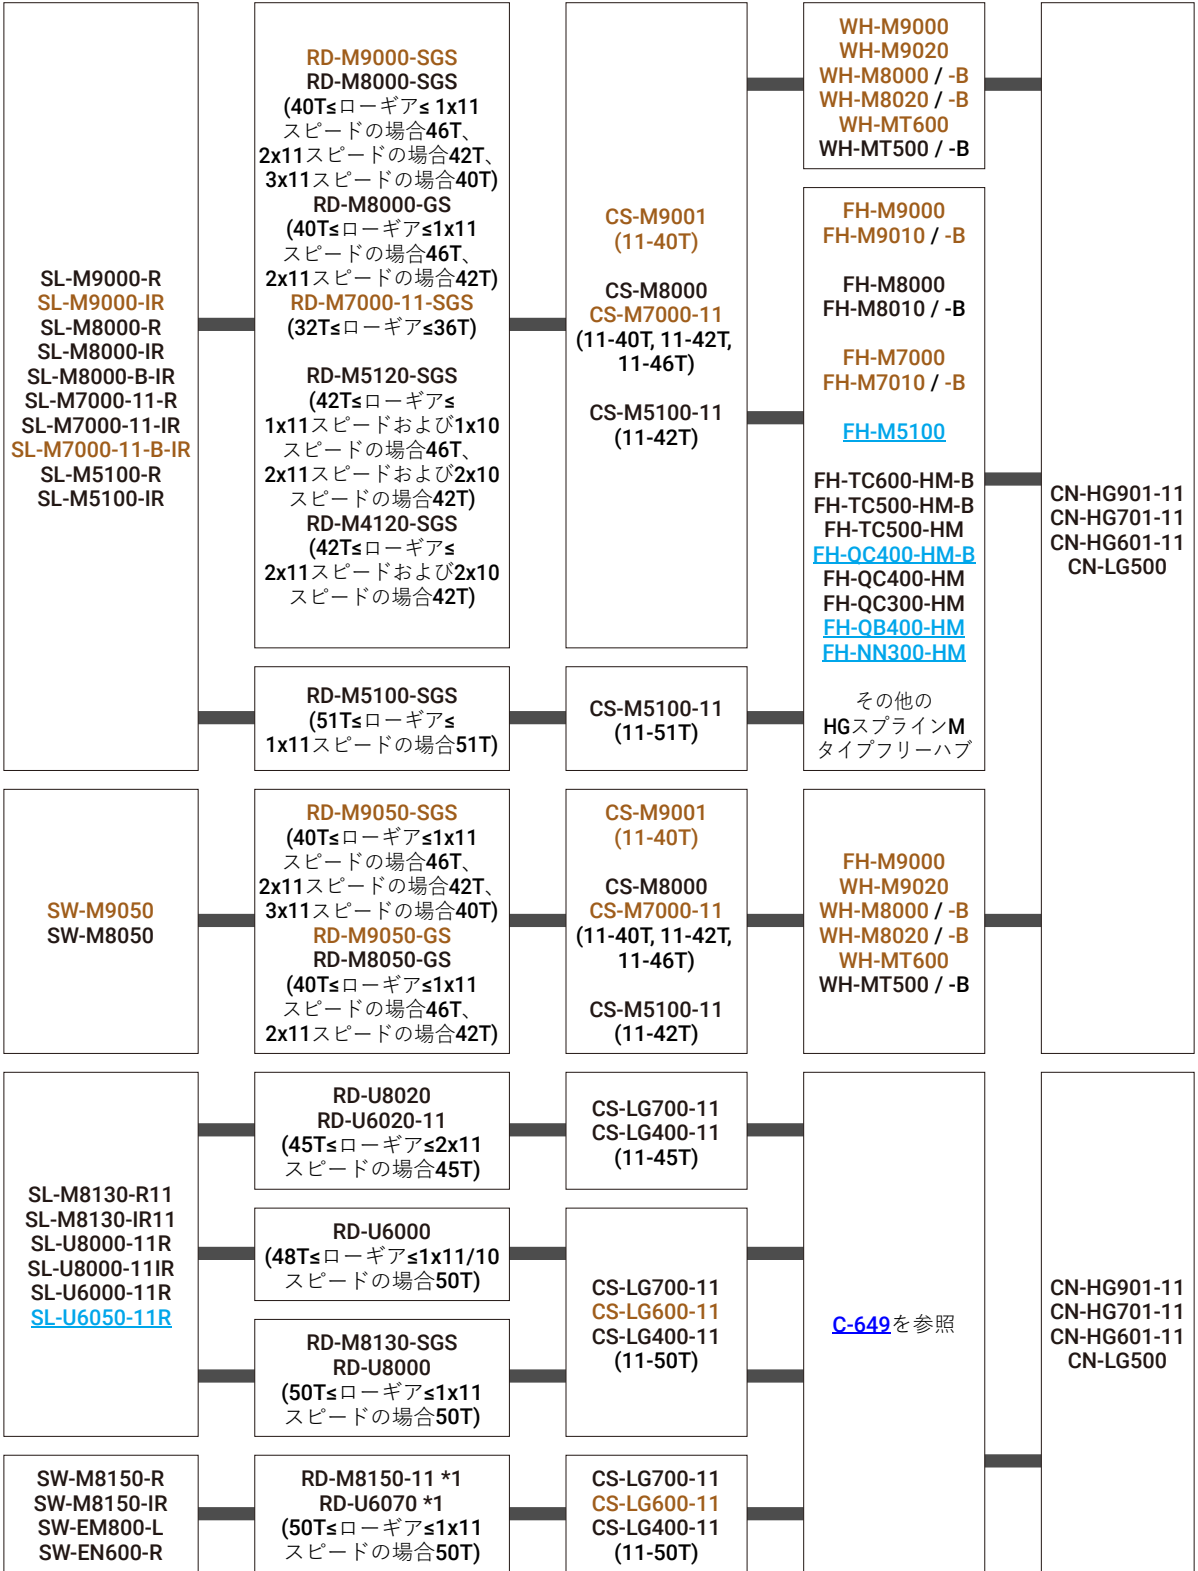 SL-M9000-R
SL-M9000-IR
SL-M8000-R
SL-M8000-IR
SL-M8000-B-IR
SL-M7000-11-R
SL-M7000-11-IR
SL-M7000-11-B-IR
SL-M5100-R
SL-M5100-IR
RD-M9000-SGS
RD-M8000-SGS
(40T≤ローギア≤ 1x11
スピードの場合46T、
2x11スピードの場合42T、
3x11スピードの場合40T)
RD-M8000-GS
(40T≤ローギア≤1x11
スピードの場合46T、
2x11スピードの場合42T)
RD-M7000-11-SGS
(32T≤ローギア≤36T)
RD-M5120-SGS
(42T≤ローギア≤
1x11スピードおよび1x10
スピードの場合46T、
2x11スピードおよび2x10
スピードの場合42T)
RD-M4120-SGS
(42T≤ローギア≤
2x11スピードおよび2x10
スピードの場合42T)
CS-M9001
(11-40T)
CS-M8000
CS-M7000-11
(11-40T, 11-42T,
11-46T)
CS-M5100-11
(11-42T)
WH-M9000
WH-M9020
WH-M8000 / -B
WH-M8020 / -B
WH-MT600
WH-MT500 / -B
FH-M9000
FH-M9010 / -B
FH-M8000
FH-M8010 / -B
FH-M7000
FH-M7010 / -B
FH-M5100
FH-TC600-HM-B
FH-TC500-HM-B
FH-TC500-HM
FH-QC400-HM-B
FH-QC400-HM
FH-QC300-HM
FH-QB400-HM
FH-NN300-HM
その他の
HGスプラインM
タイプフリーハブ
CN-HG901-11
CN-HG701-11
CN-HG601-11
CN-LG500
RD-M5100-SGS
(51T≤ローギア≤
1x11スピードの場合51T)
CS-M5100-11
(11-51T)
SW-M9050
SW-M8050
RD-M9050-SGS
(40T≤ローギア≤1x11
スピードの場合46T、
2x11スピードの場合42T、
3x11スピードの場合40T)
RD-M9050-GS
RD-M8050-GS
(40T≤ローギア≤1x11
スピードの場合46T、
2x11スピードの場合42T)
CS-M9001
(11-40T)
CS-M8000
CS-M7000-11
(11-40T, 11-42T,
11-46T)
CS-M5100-11
(11-42T)
FH-M9000
WH-M9020
WH-M8000 / -B
WH-M8020 / -B
WH-MT600
WH-MT500 / -B
SL-M8130-R11
SL-M8130-IR11
SL-U8000-11R
SL-U8000-11IR
SL-U6000-11R
SL-U6050-11R
RD-U8020
RD-U6020-11
(45T≤ローギア≤2x11
スピードの場合45T)
CS-LG700-11
CS-LG400-11
(11-45T)
RD-U6000
(48T≤ローギア≤1x11/10
スピードの場合50T)
RD-M8130-SGS
RD-U8000
(50T≤ローギア≤1x11
スピードの場合50T)
CS-LG700-11
CS-LG600-11
CS-LG400-11
(11-50T)
C-649を参照
CN-HG901-11
CN-HG701-11
CN-HG601-11
CN-LG500
SW-M8150-R
SW-M8150-IR
SW-EM800-L
SW-EN600-R
RD-M8150-11 *1
RD-U6070 *1
(50T≤ローギア≤1x11
スピードの場合50T)
CS-LG700-11
CS-LG600-11
CS-LG400-11
(11-50T)